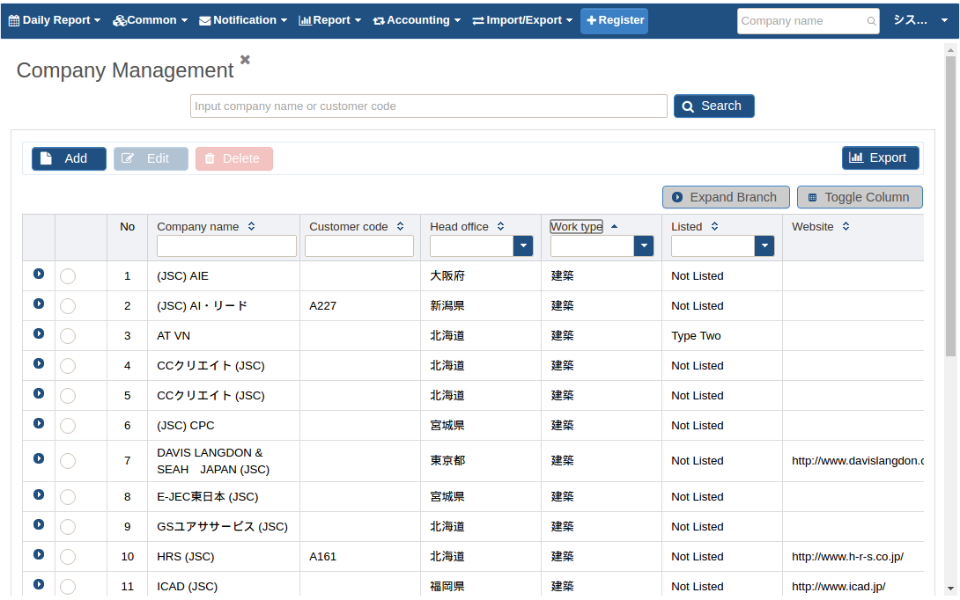 Daily Report Common Notification Report Accounting Import/Export Register Company name シス...
Company Management
Input company name or customer code Search
Add Edit Delete Export
Expand Branch Toggle Column
No Company name Customer code Head office Work type Listed Website
1 (JSC) AIE 大阪府 建築 Not Listed
2 (JSC) AI・リード A227 新潟県 建築 Not Listed
3 AT VN 北海道 建築 Type Two
4 CCクリエイト (JSC) 北海道 建築 Not Listed
5 CCクリエイト (JSC) 北海道 建築 Not Listed
6 (JSC) CPC 宮城県 建築 Not Listed
7 DAVIS LANGDON & SEAH JAPAN (JSC) 東京都 建築 Not Listed http://www.davislangdon.c
8 E-JEC東日本 (JSC) 宮城県 建築 Not Listed
9 GSユアササービス (JSC) 北海道 建築 Not Listed
10 HRS (JSC) A161 北海道 建築 Not Listed http://www.h-r-s.co.jp/
11 ICAD (JSC) 福岡県 建築 Not Listed http://www.icad.jp/